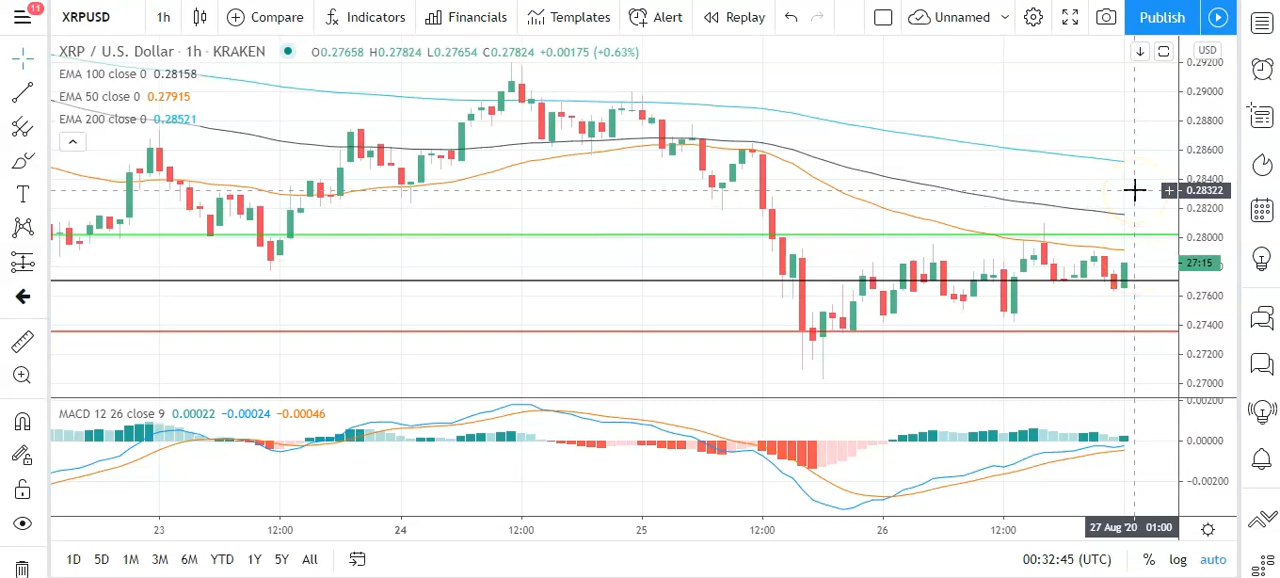 11
XRPUSD 1h Compare Indicators Financials Templates Alert Replay Unnamed Publish
XRP / U.S. Dollar · 1h · KRAKEN O0.27658 H0.27824 L0.27654 C0.27824 +0.00175 (+0.63%)
EMA 100 close 0 0.28158
EMA 50 close 0 0.27915
EMA 200 close 0 0.28521
USD
0.29200
0.29000
0.28800
0.28600
0.28400
0.28322
0.28200
0.28000
27:15
0.27600
0.27400
0.27200
0.27000
MACD 12 26 close 9 0.00022 −0.00024 −0.00046
0.00200
0.00000
−0.00200
23 12:00 24 12:00 25 12:00 26 12:00 27 Aug '20 01:00
1D 5D 1M 3M 6M YTD 1Y 5Y All 00:32:45 (UTC) % log auto